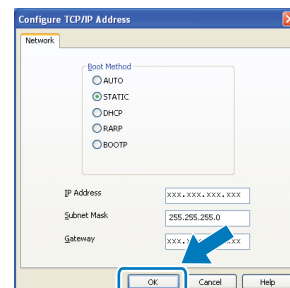 Configure TCP/IP Address
Network
Boot Method
AUTO
STATIC
DHCP
RARP
BOOTP
IP Address xxx.xxx.xxx.xxx
Subnet Mask 255.255.255.0
Gateway
OK Cancel Help